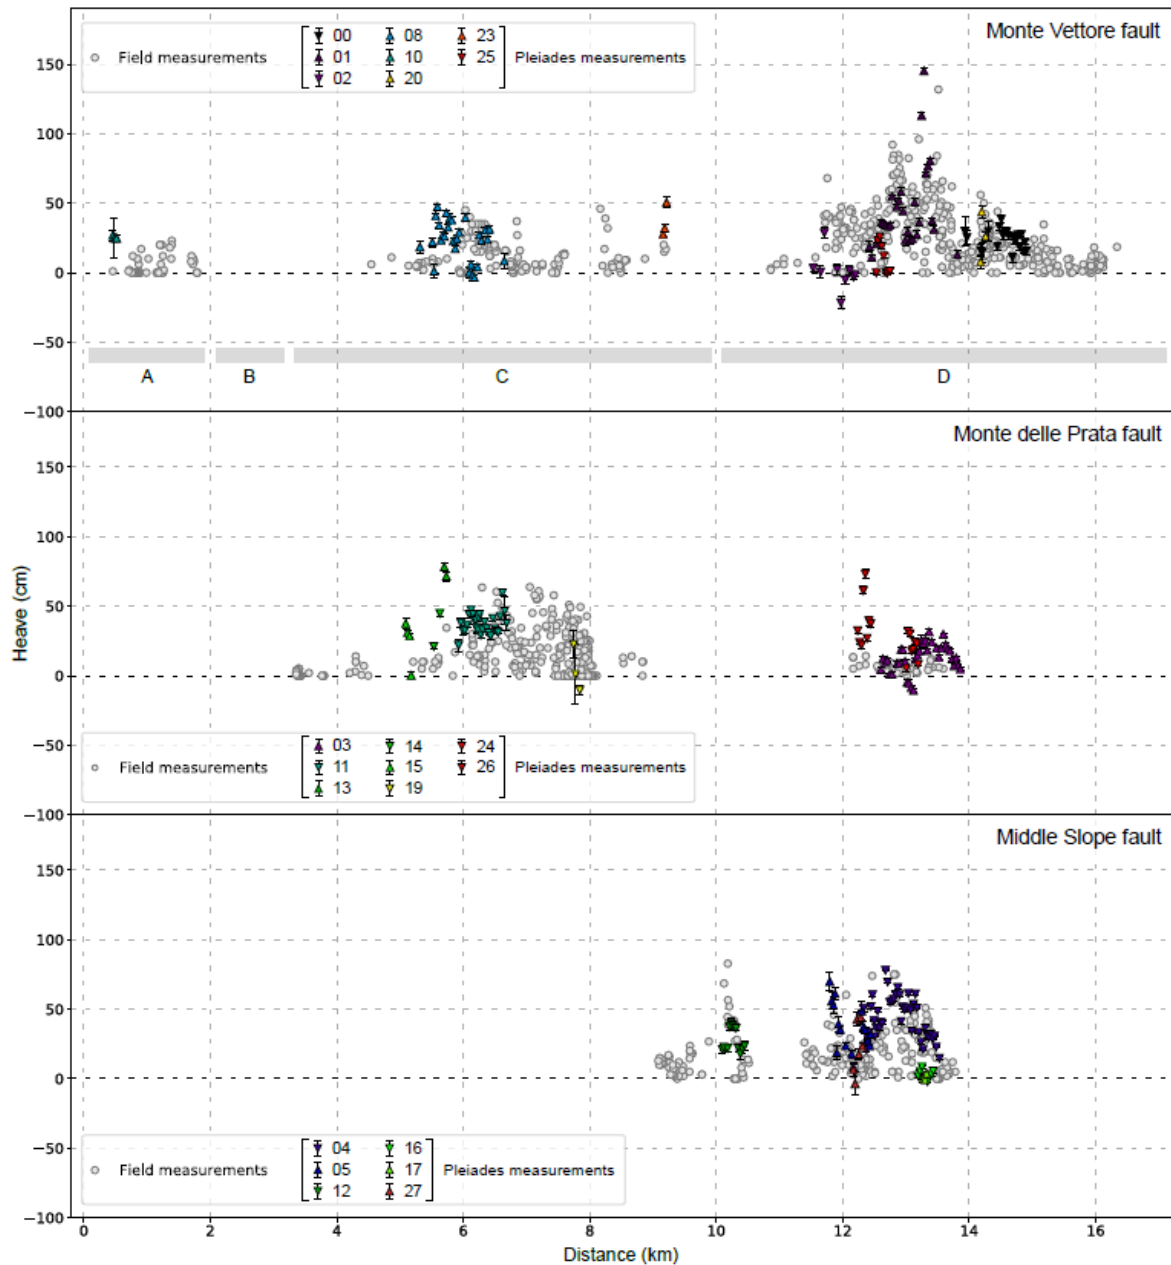 Monte Vettore fault
Field measurements
00 08 23
01 10 25
02 20
Pleiades measurements
150
100
50
0
−50
−100
A B C D
Monte delle Prata fault
150
100
50
0
−50
−100
Field measurements
03 14 24
11 15 26
13 19
Pleiades measurements
Heave (cm)
Middle Slope fault
150
100
50
0
−50
−100
Field measurements
04 16
05 17
12 27
Pleiades measurements
0 2 4 6 8 10 12 14 16
Distance (km)